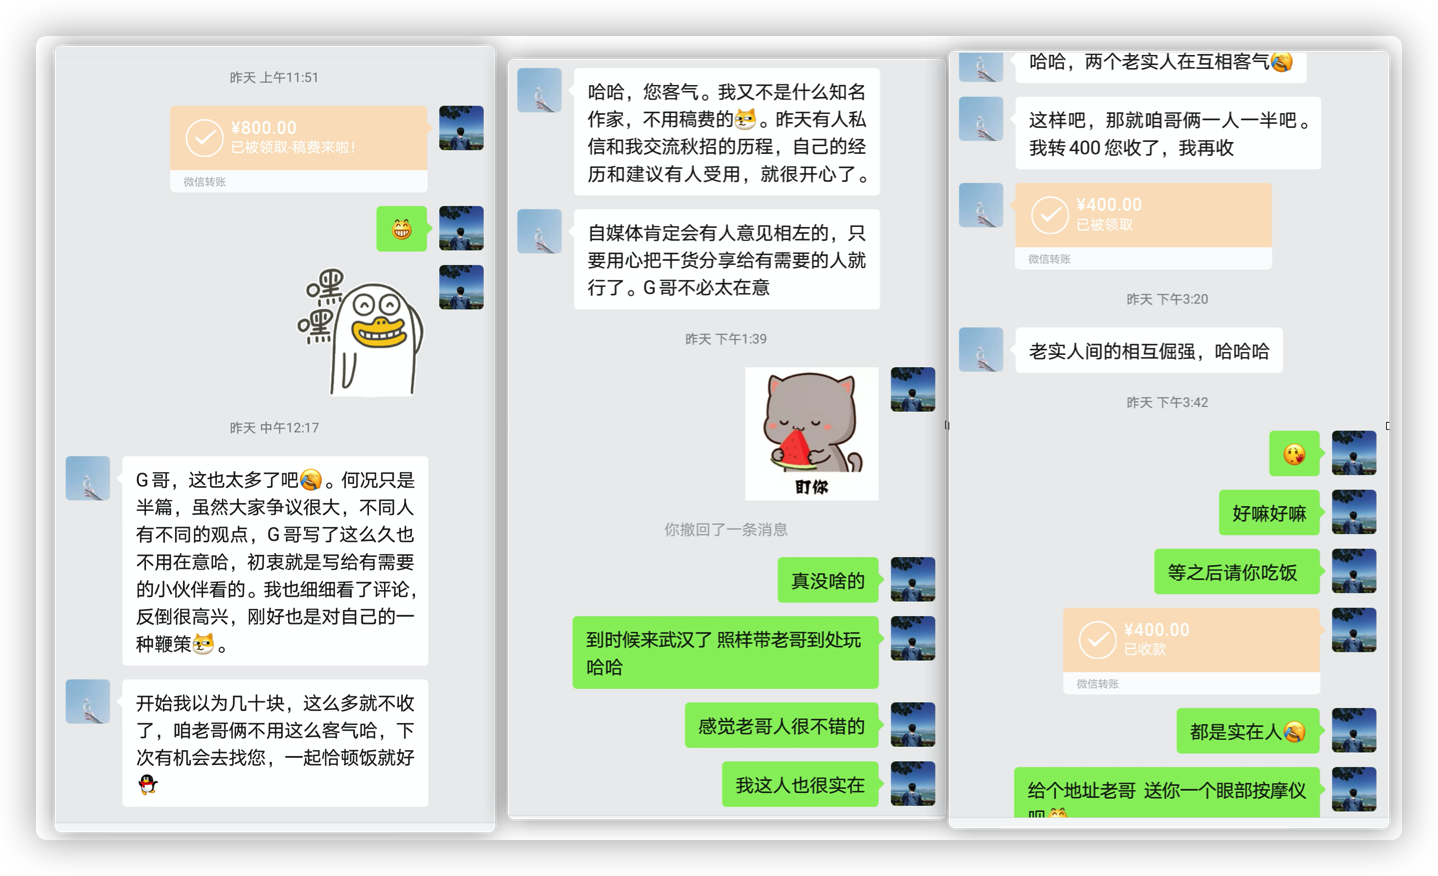 昨天 上午11:51
¥800.00
已被领取-稿费来啦!
微信转账
嘿
嘿
昨天 中午12:17
G哥，这也太多了吧。何况只是
半篇，虽然大家争议很大，不同人
有不同的观点，G哥写了这么久也
不用在意哈，初衷就是写给有需要
的小伙伴看的。我也细细看了评论，
反倒很高兴，刚好也是对自己的一
种鞭策。
开始我以为几十块，这么多就不收
了，咱老哥俩不用这么客气哈，下
次有机会去找您，一起恰顿饭就好
哈哈，您客气。我又不是什么知名
作家，不用稿费的。昨天有人私
信和我交流秋招的历程，自己的经
历和建议有人受用，就很开心了。
自媒体肯定会有人意见相左的，只
要用心把干货分享给有需要的人就
行了。G哥不必太在意
昨天 下午1:39
盯你
你撤回了一条消息
真没啥的
到时候来武汉了 照样带老哥到处玩
哈哈
感觉老哥人很不错的
我这人也很实在
哈哈，两个老实人在互相客气
这样吧，那就咱哥俩一人一半吧。
我转400您收了，我再收
¥400.00
已被领取
微信转账
昨天 下午3:20
老实人间的相互倔强，哈哈哈
昨天 下午3:42
好嘛好嘛
等之后请你吃饭
¥400.00
已收款
微信转账
都是实在人
给个地址老哥 送你一个眼部按摩仪
吧